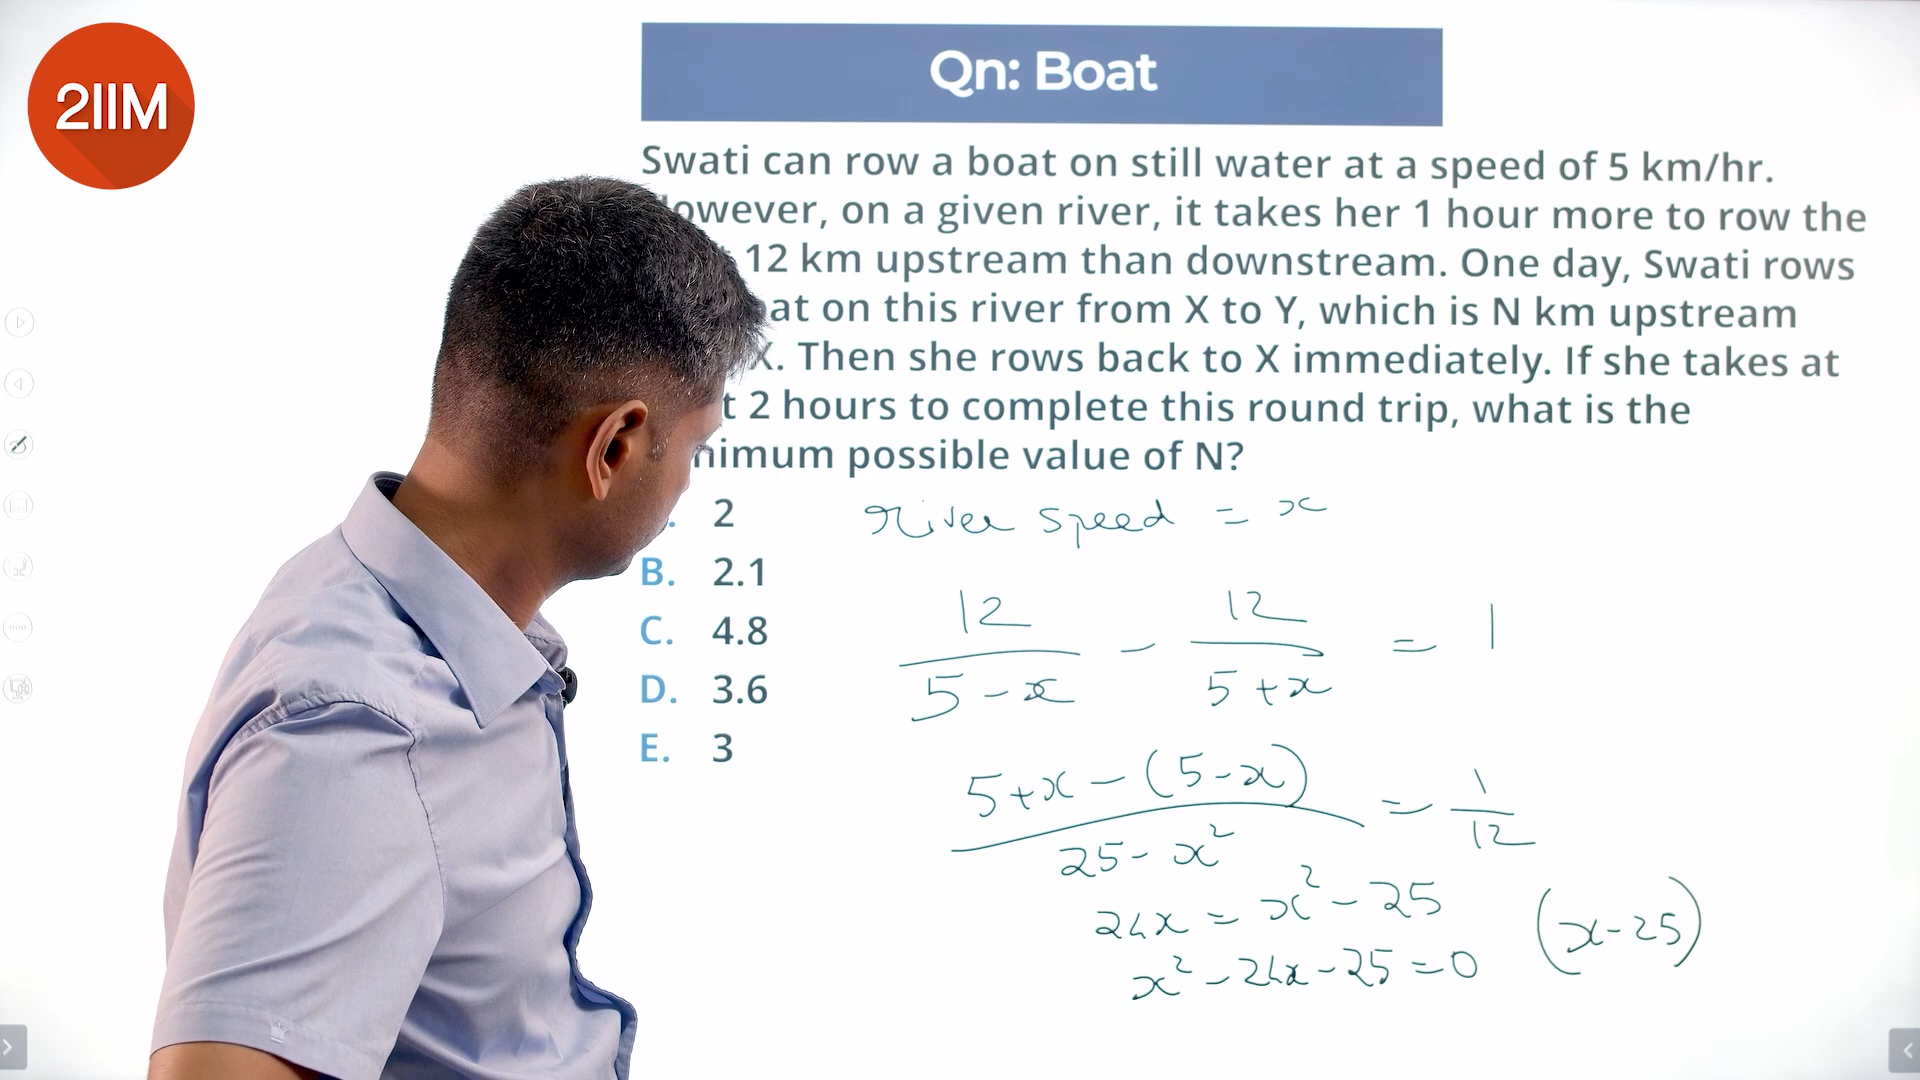 2IIM
Qn: Boat
Swati can row a boat on still water at a speed of 5 km/hr.
However, on a given river, it takes her 1 hour more to row the
12 km upstream than downstream. One day, Swati rows
on this river from X to Y, which is N km upstream
X. Then she rows back to X immediately. If she takes at
2 hours to complete this round trip, what is the
possible value of N?
2
river speed = x
B. 2.1
C. 4.8
D. 3.6
E. 3
12/(5-x) - 12/(5+x) = 1
(5+x-(5-x))/(25-x²) = 1/12
24x = x² - 25
(x-25)
x² - 24x - 25 = 0